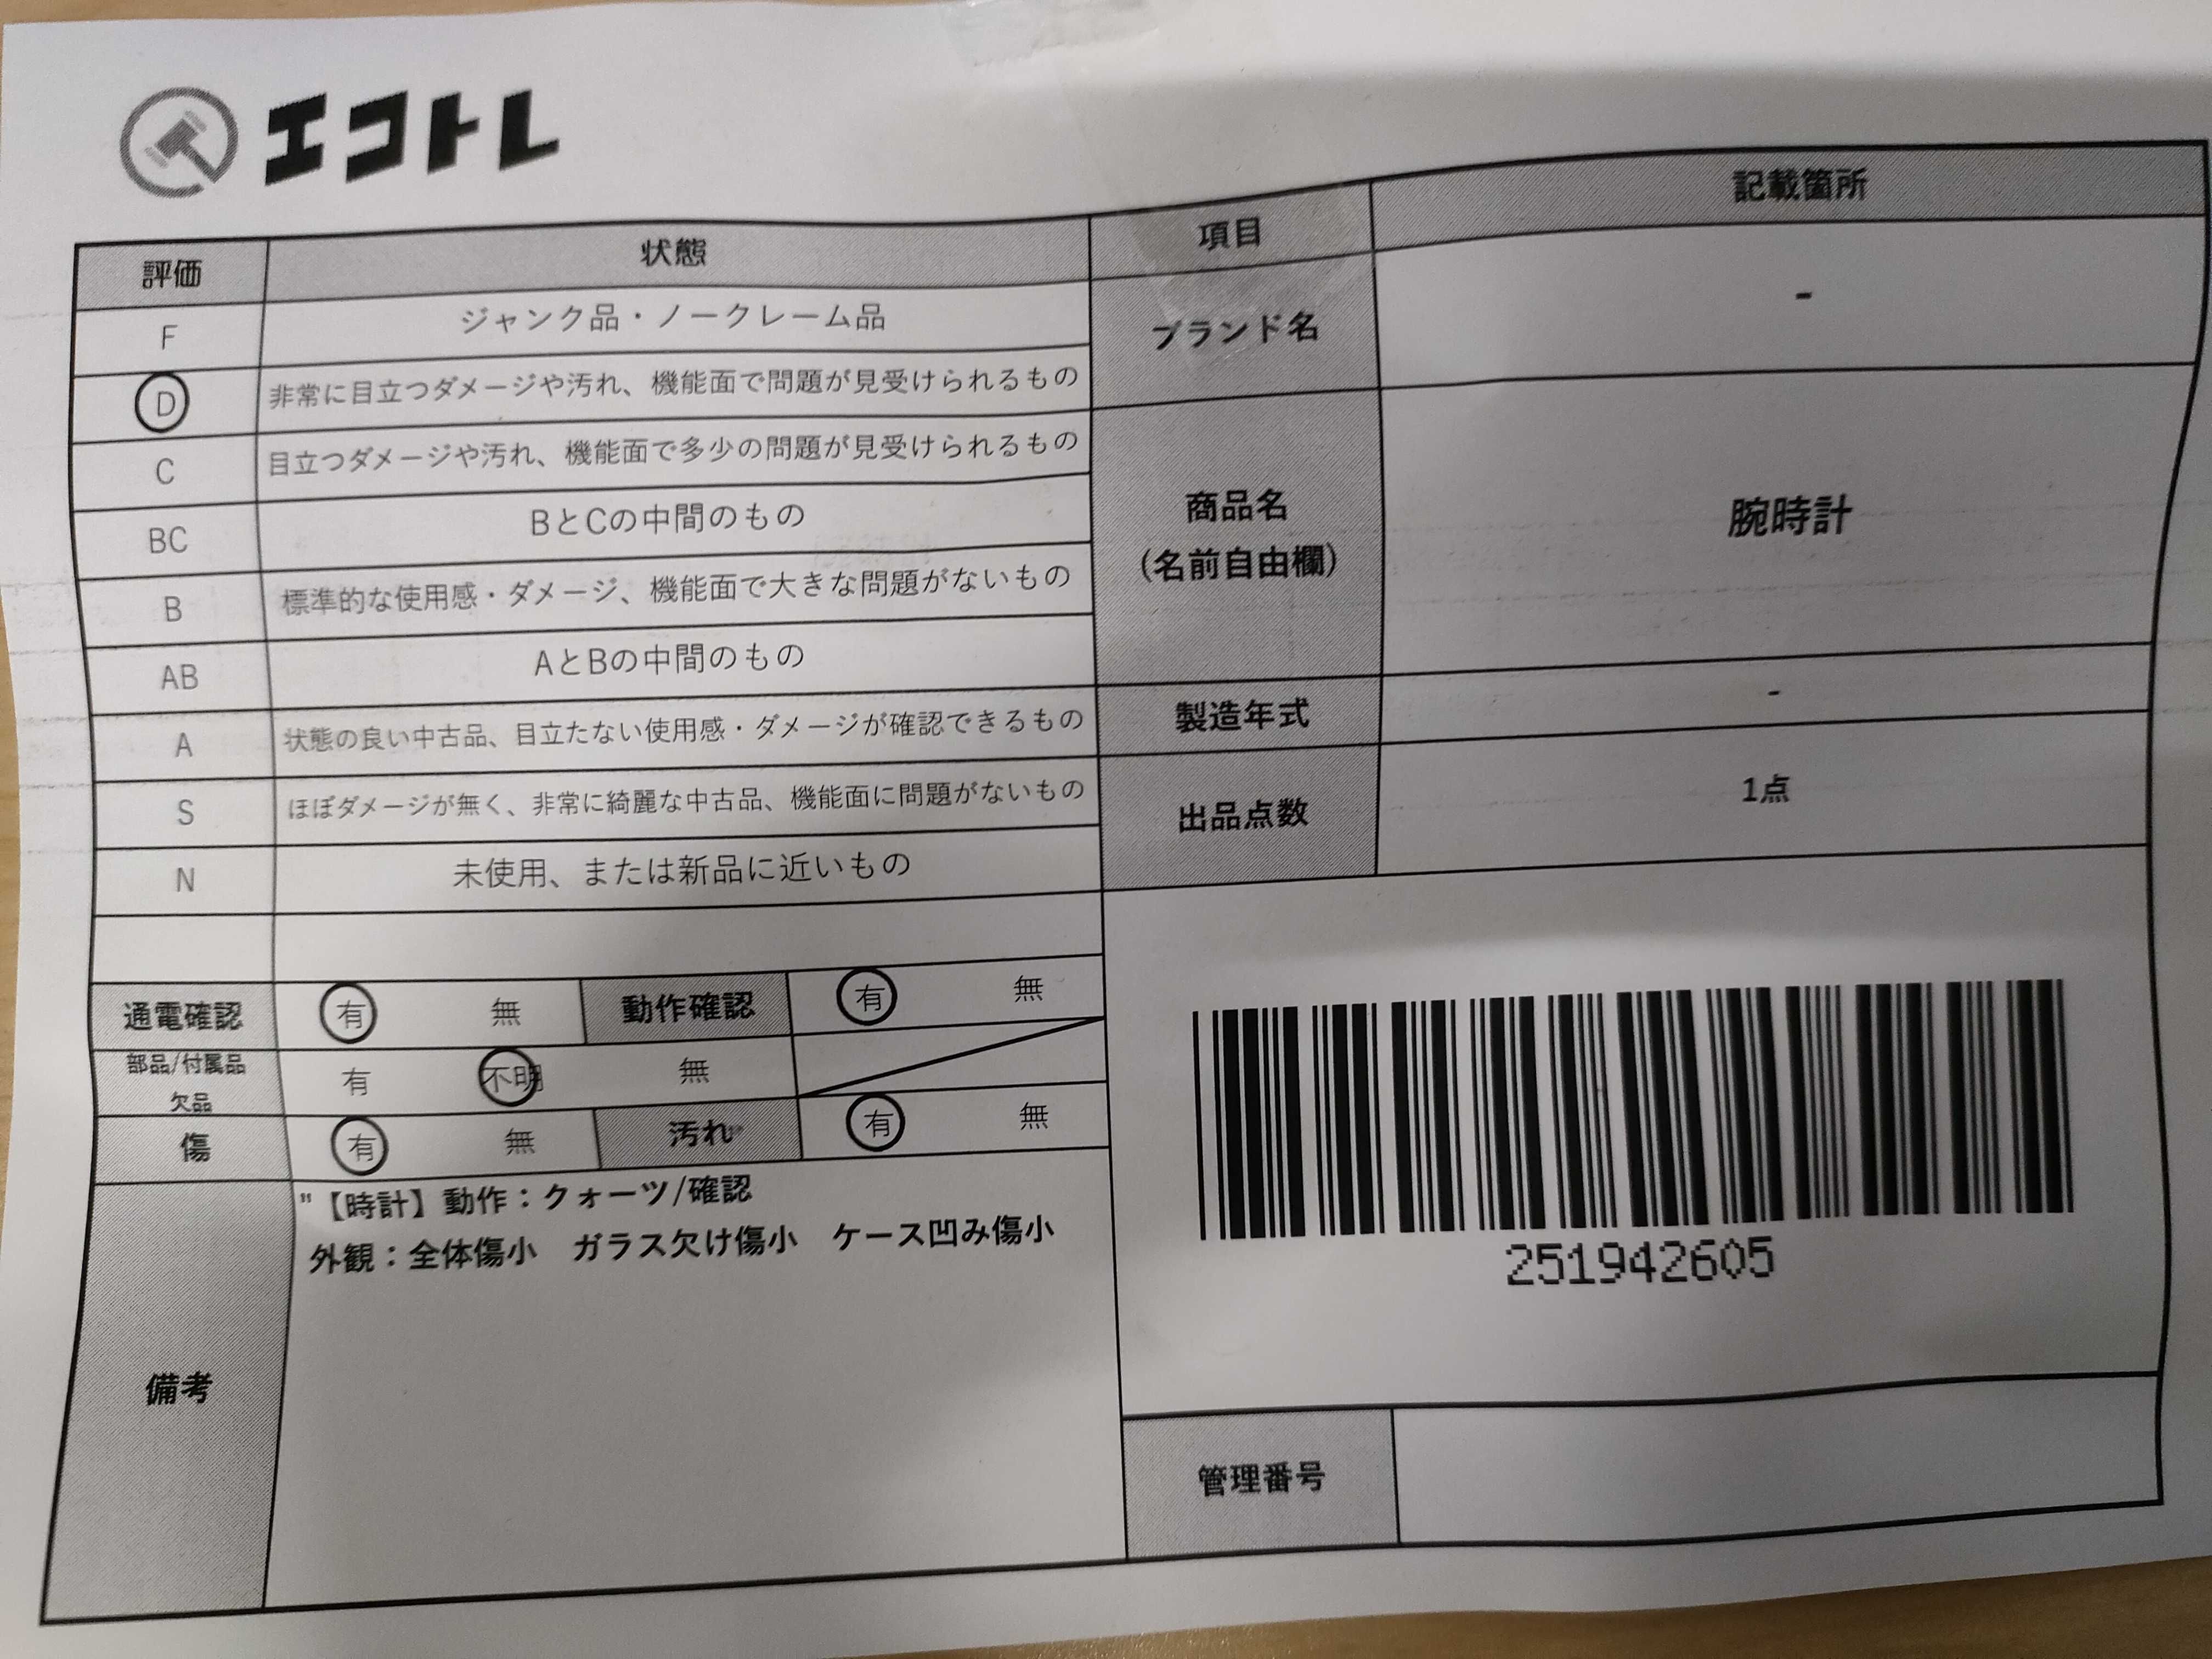 エコトレ
評価 状態
F ジャンク品・ノークレーム品
D 非常に目立つダメージや汚れ、機能面で問題が見受けられるもの
C 目立つダメージや汚れ、機能面で多少の問題が見受けられるもの
BC BとCの中間のもの
B 標準的な使用感・ダメージ、機能面で大きな問題がないもの
AB AとBの中間のもの
A 状態の良い中古品、目立たない使用感・ダメージが確認できるもの
S ほぼダメージが無く、非常に綺麗な中古品、機能面に問題がないもの
N 未使用、または新品に近いもの
通電確認 有 無 動作確認 有 無
部品/付属品
欠品 有 不明 無
傷 有 無 汚れ 有 無
備考
"【時計】動作：クォーツ/確認
外観：全体傷小 ガラス欠け傷小 ケース凹み傷小
項目 記載箇所
ブランド名 -
商品名
(名前自由欄) 腕時計
製造年式 -
出品点数 1点
251942605
管理番号